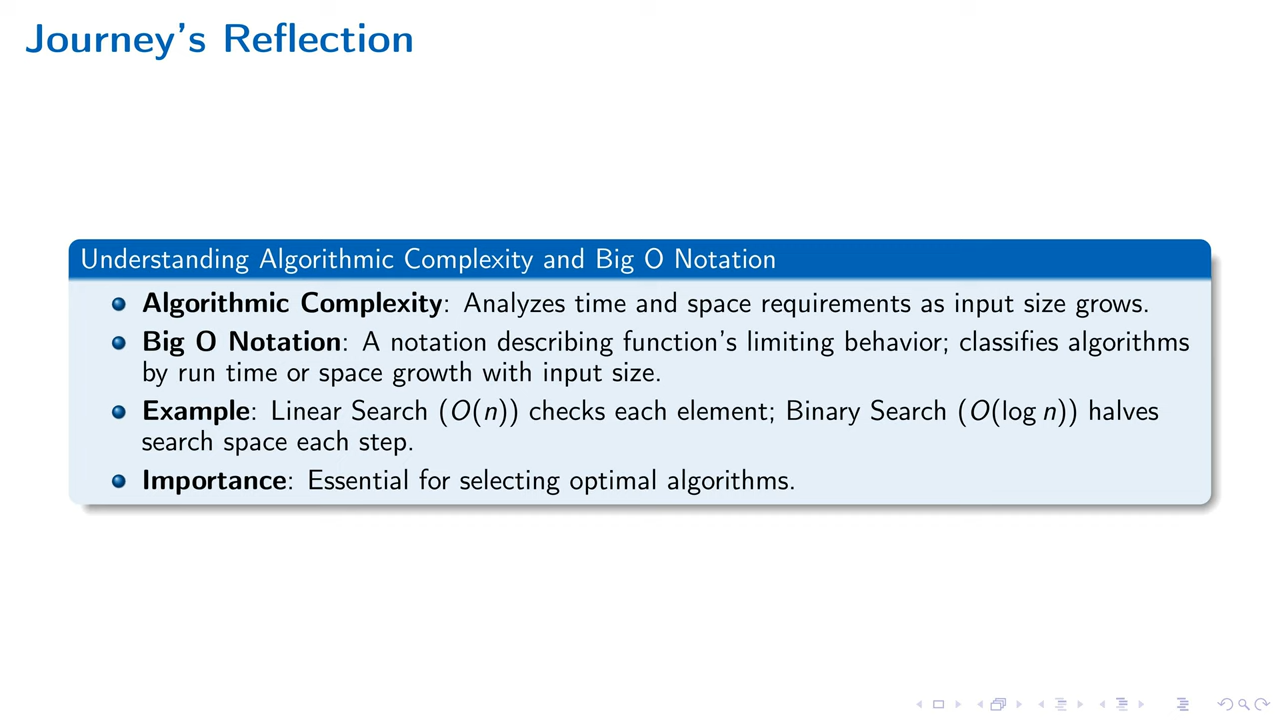 Journey's Reflection
Understanding Algorithmic Complexity and Big O Notation
Algorithmic Complexity: Analyzes time and space requirements as input size grows.
Big O Notation: A notation describing function's limiting behavior; classifies algorithms
by run time or space growth with input size.
Example: Linear Search (O(n)) checks each element; Binary Search (O(log n)) halves
search space each step.
Importance: Essential for selecting optimal algorithms.